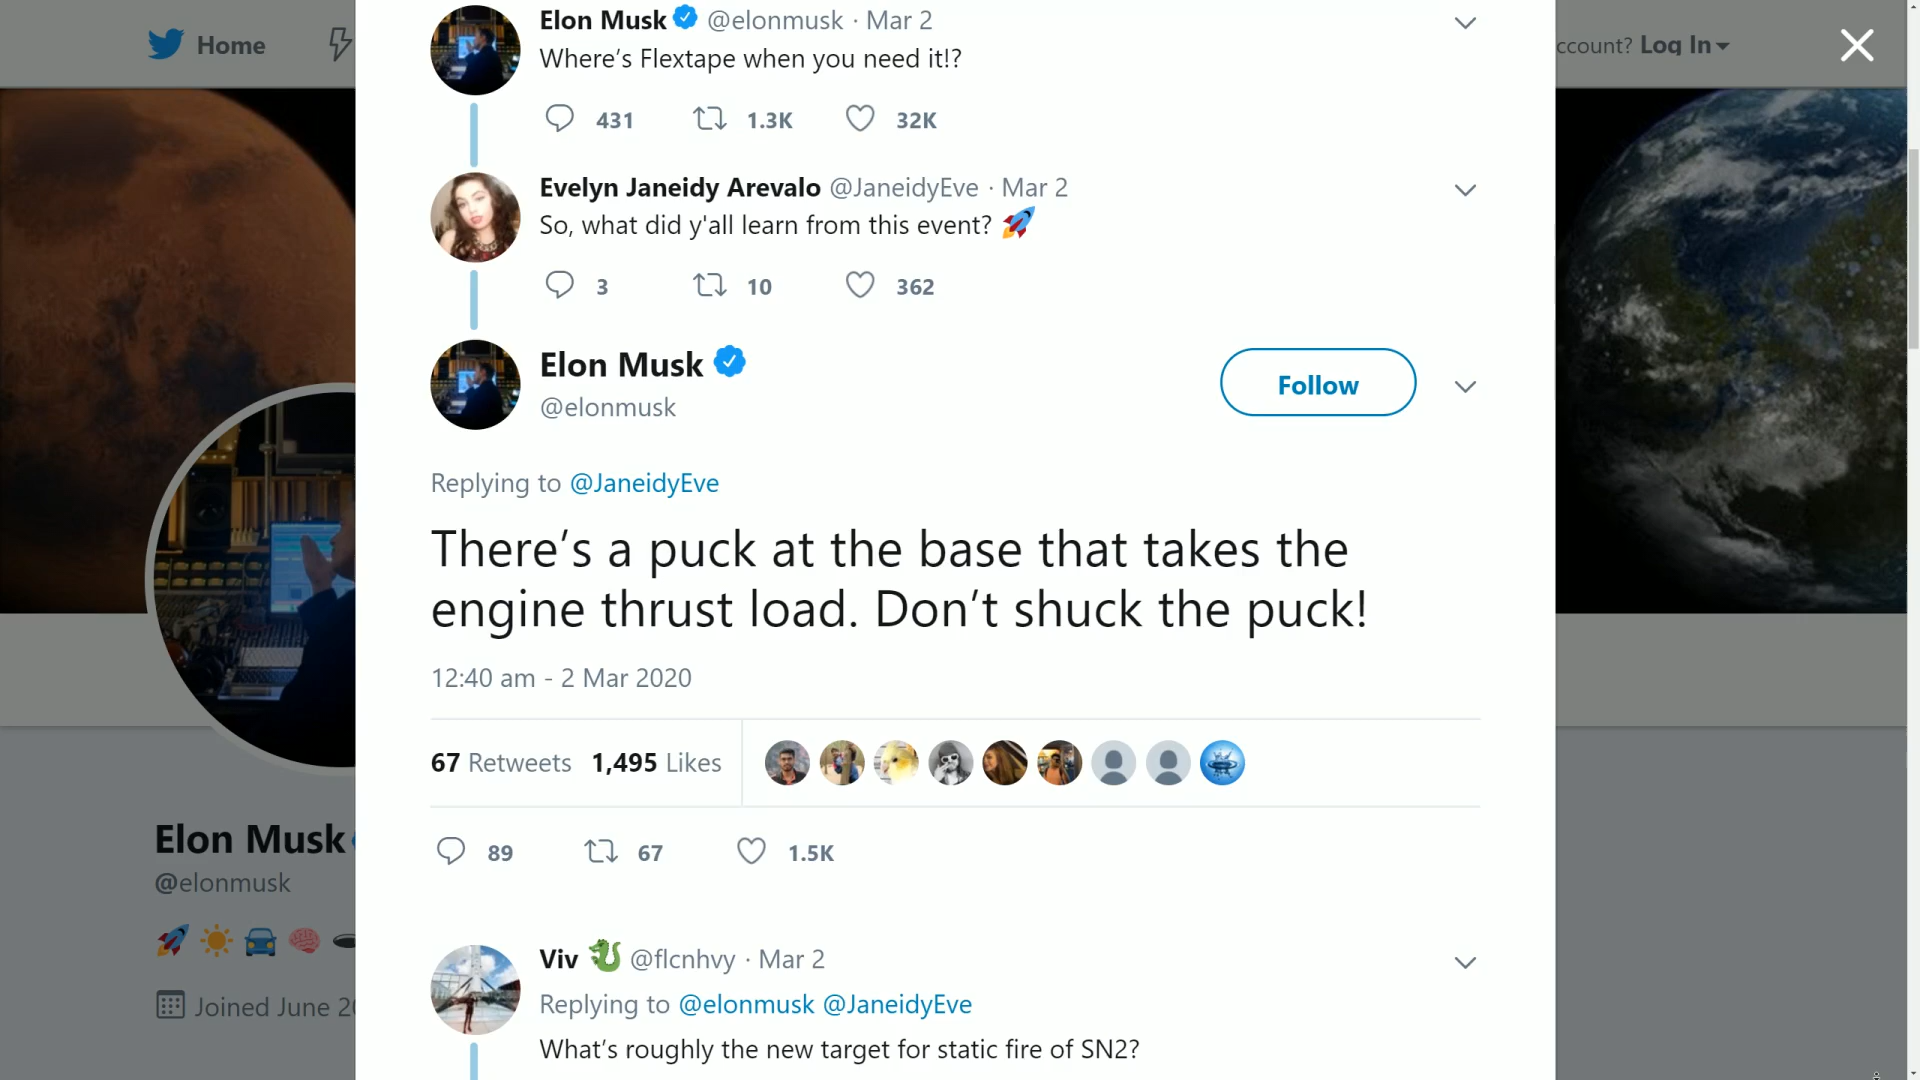 Home
ccount? Log In
Elon Musk @elonmusk · Mar 2
Where’s Flextape when you need it!?
431 1.3K 32K
Evelyn Janeidy Arevalo @JaneidyEve · Mar 2
So, what did y'all learn from this event? 🚀
3 10 362
Elon Musk
@elonmusk
Follow
Replying to @JaneidyEve
There’s a puck at the base that takes the
engine thrust load. Don’t shuck the puck!
12:40 am - 2 Mar 2020
67 Retweets 1,495 Likes
89 67 1.5K
Elon Musk
@elonmusk
Joined June 20
Viv 🐉 @flcnhvy · Mar 2
Replying to @elonmusk @JaneidyEve
What’s roughly the new target for static fire of SN2?